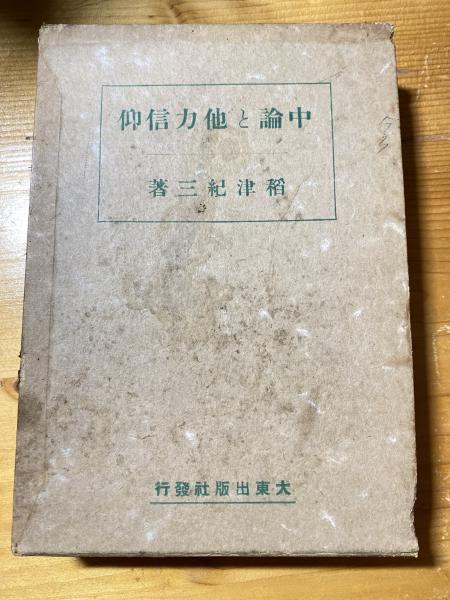 中論と他力信仰
稻津紀三著
大東出版社發行